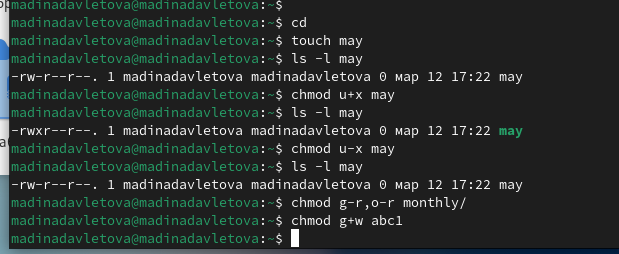 madinadavletova@madinadavletova:~$
madinadavletova@madinadavletova:~$ cd
madinadavletova@madinadavletova:~$ touch may
madinadavletova@madinadavletova:~$ ls -l may
-rw-r--r--. 1 madinadavletova madinadavletova 0 мар 12 17:22 may
madinadavletova@madinadavletova:~$ chmod u+x may
madinadavletova@madinadavletova:~$ ls -l may
-rwxr--r--. 1 madinadavletova madinadavletova 0 мар 12 17:22 may
madinadavletova@madinadavletova:~$ chmod u-x may
madinadavletova@madinadavletova:~$ ls -l may
-rw-r--r--. 1 madinadavletova madinadavletova 0 мар 12 17:22 may
madinadavletova@madinadavletova:~$ chmod g-r,o-r monthly/
madinadavletova@madinadavletova:~$ chmod g+w abc1
madinadavletova@madinadavletova:~$